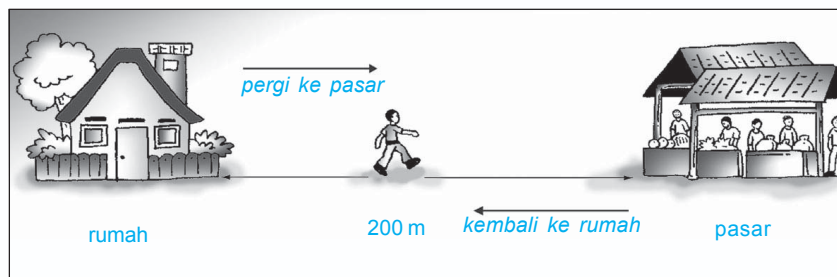 pergi ke pasar
rumah
200 m
kembali ke rumah
pasar